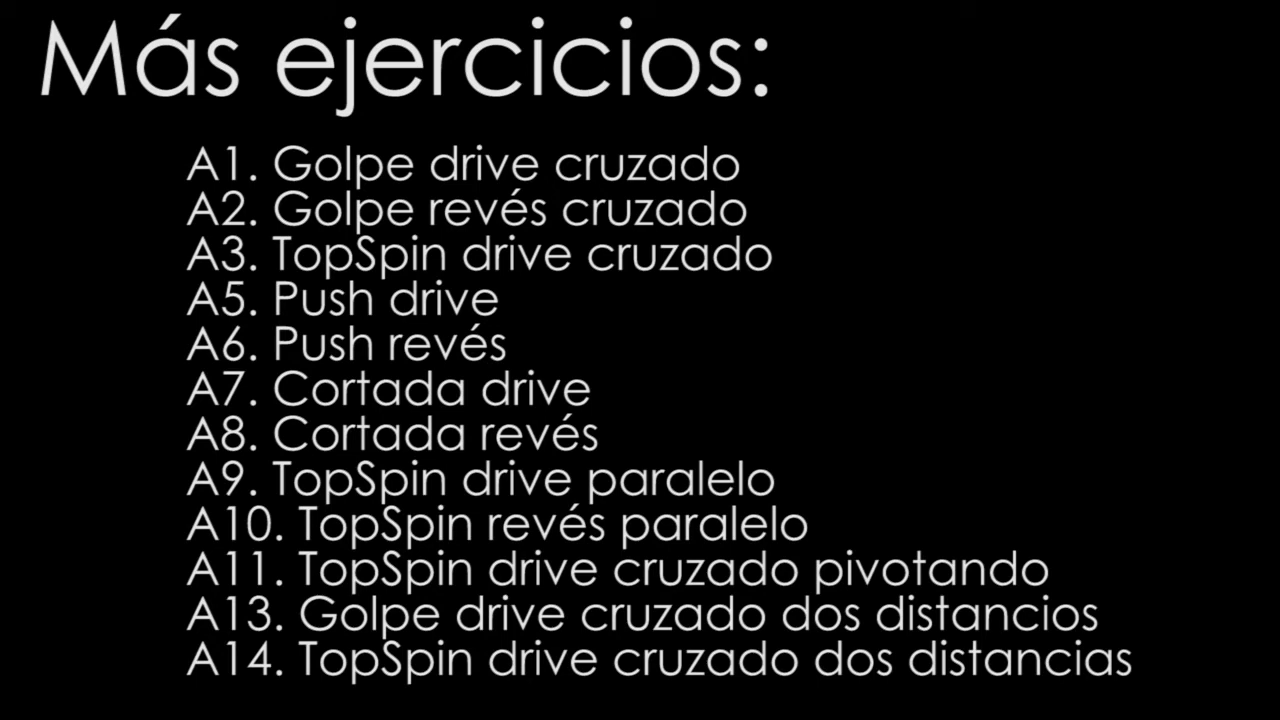 Más ejercicios:
A1. Golpe drive cruzado
A2. Golpe revés cruzado
A3. TopSpin drive cruzado
A5. Push drive
A6. Push revés
A7. Cortada drive
A8. Cortada revés
A9. TopSpin drive paralelo
A10. TopSpin revés paralelo
A11. TopSpin drive cruzado pivotando
A13. Golpe drive cruzado dos distancios
A14. TopSpin drive cruzado dos distancias